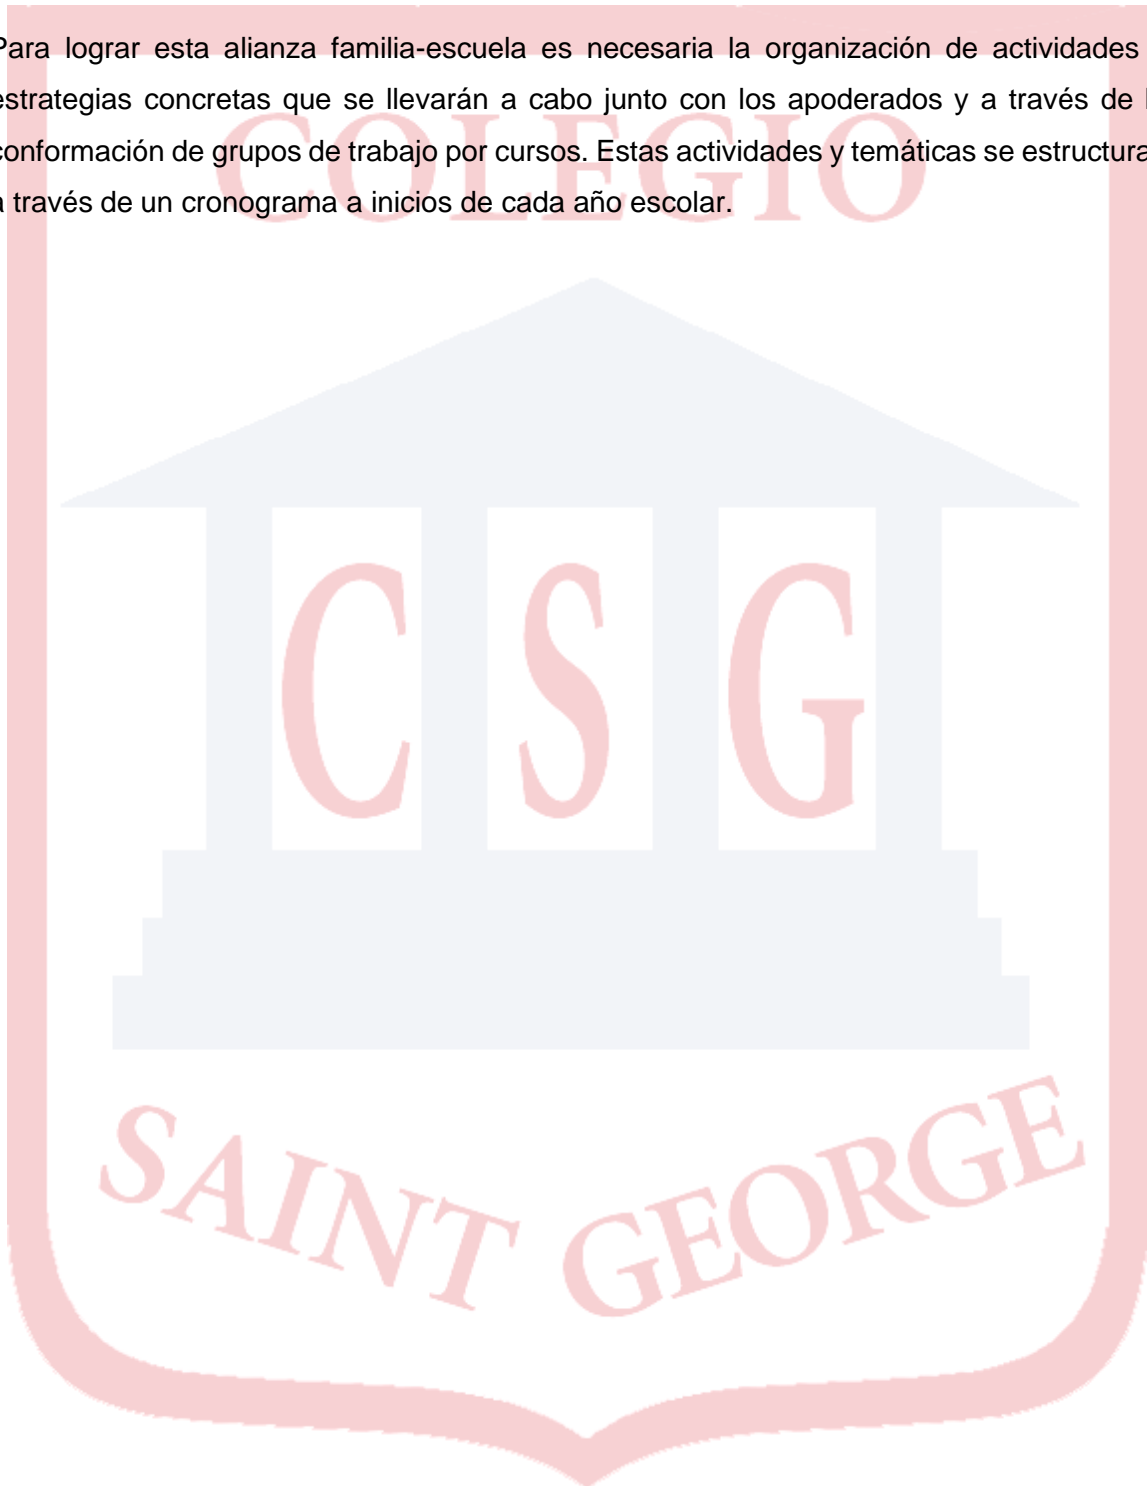 Para lograr esta alianza familia-escuela es necesaria la organización de actividades
estrategias concretas que se llevarán a cabo junto con los apoderados y a través de
conformación de grupos de trabajo por cursos. Estas actividades y temáticas se estructura
a través de un cronograma a inicios de cada año escolar.
COLEGIO
C S G
SAINT GEORGE